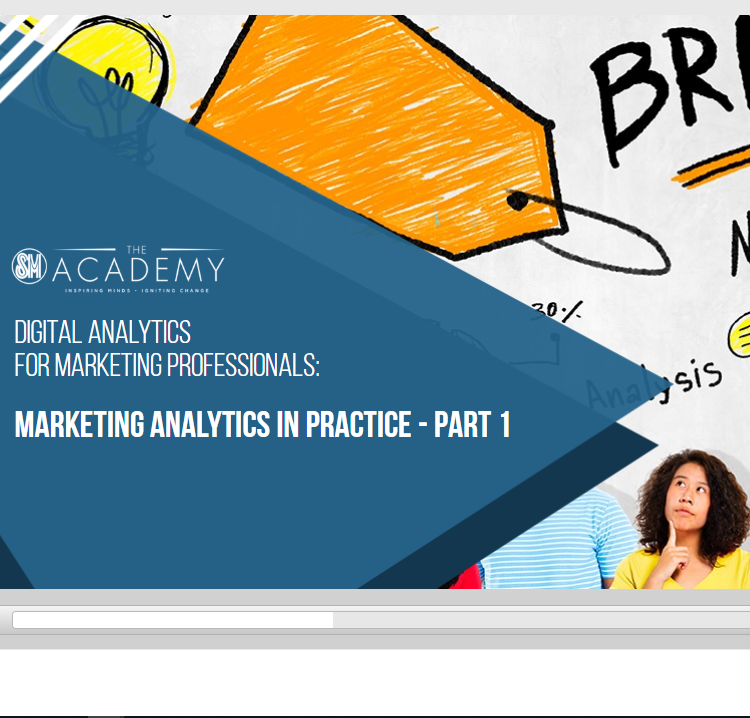 BR
N
THE
SM ACADEMY
INSPIRING MINDS • IGNITING CHANGE
30%
DIGITAL ANALYTICS
FOR MARKETING PROFESSIONALS:
Analysis
MARKETING ANALYTICS IN PRACTICE - PART 1